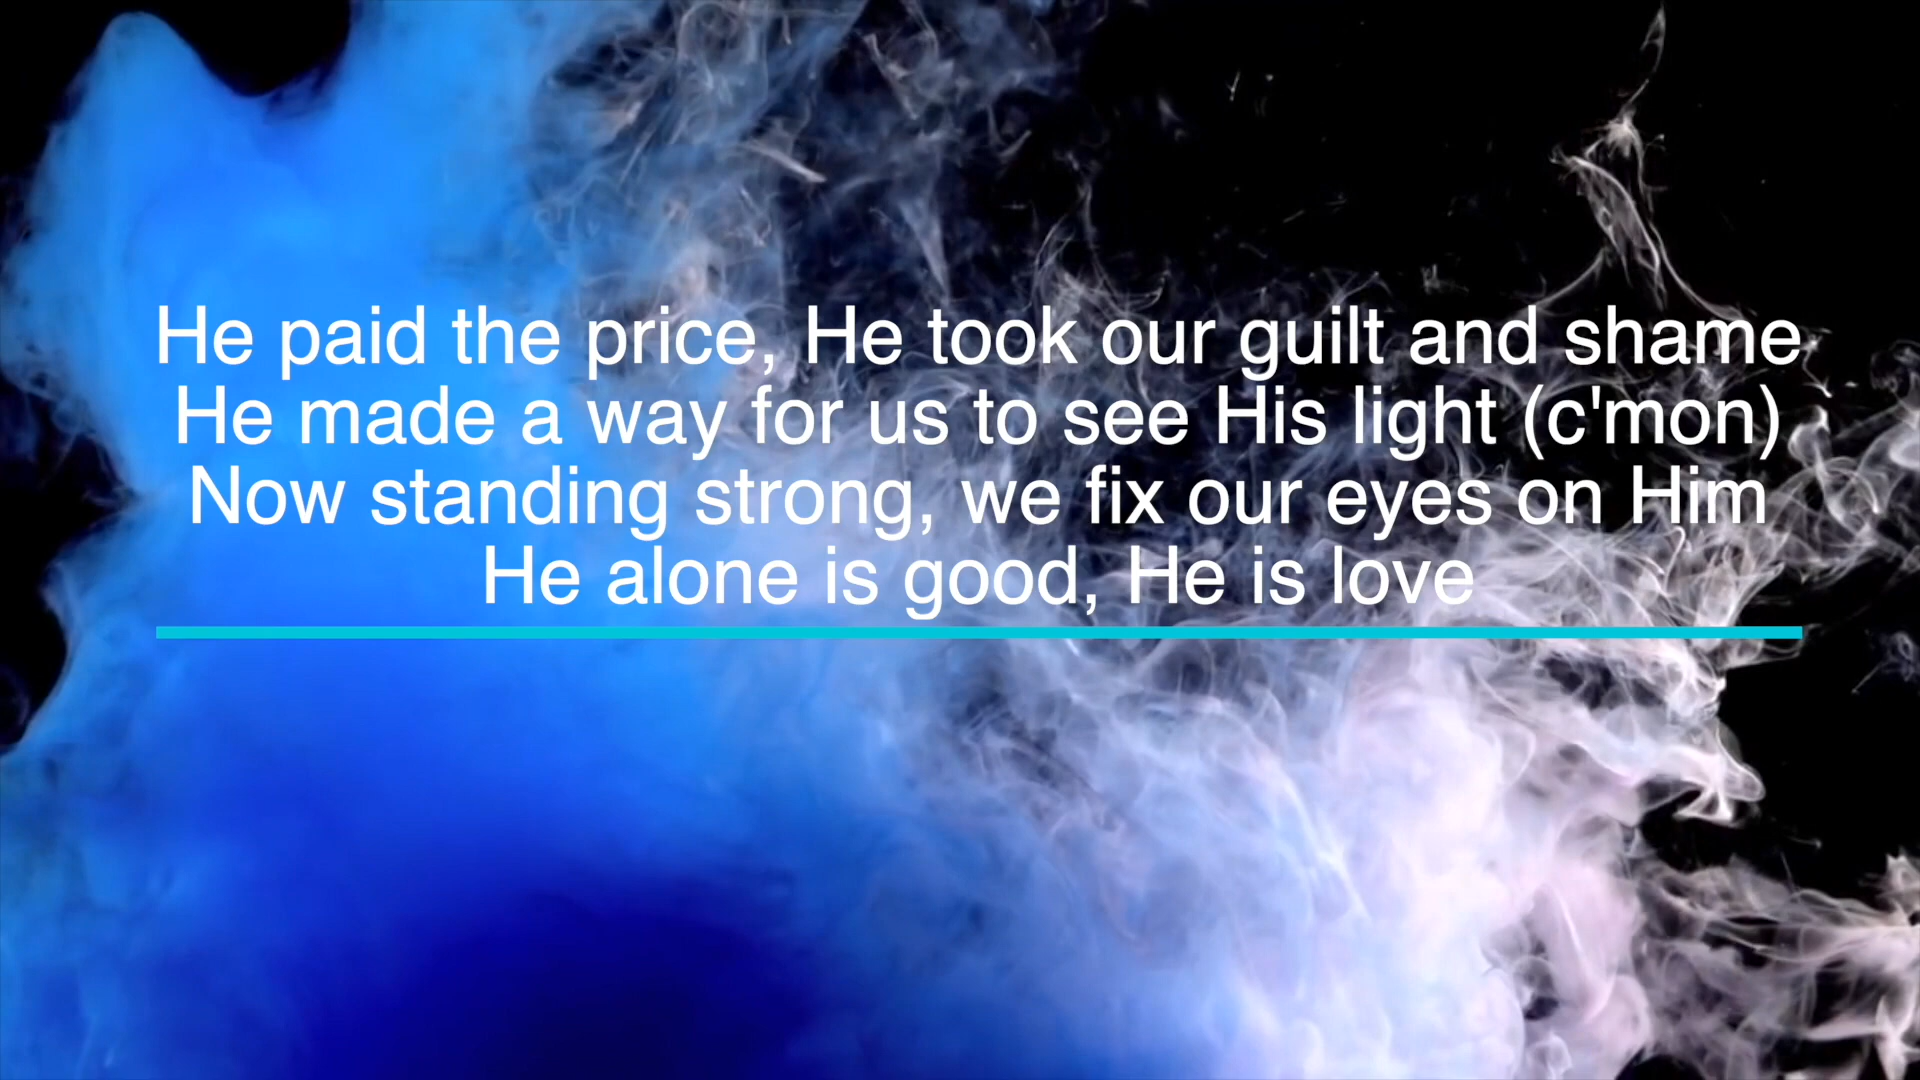 He paid the price, He took our guilt and shame
He made a way for us to see His light (c'mon)
Now standing strong, we fix our eyes on Him
He alone is good, He is love